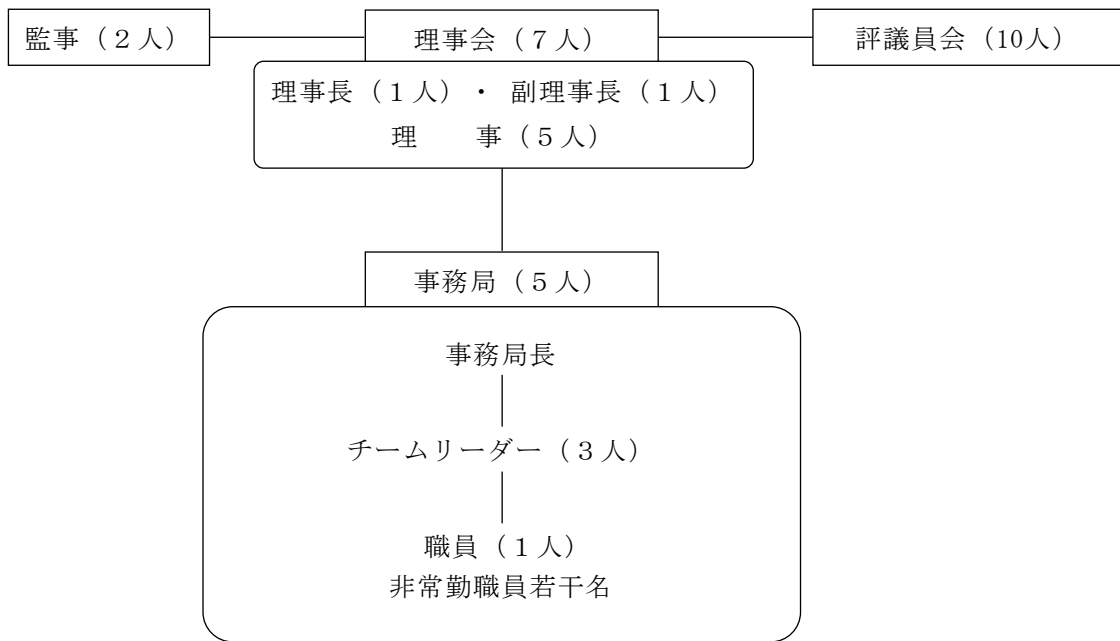 監事（２人）
理事会（７人）
評議員会（10人）
理事長（１人）・ 副理事長（１人）
理　　事（５人）
事務局（５人）
事務局長
チームリーダー（３人）
職員（１人）
非常勤職員若干名